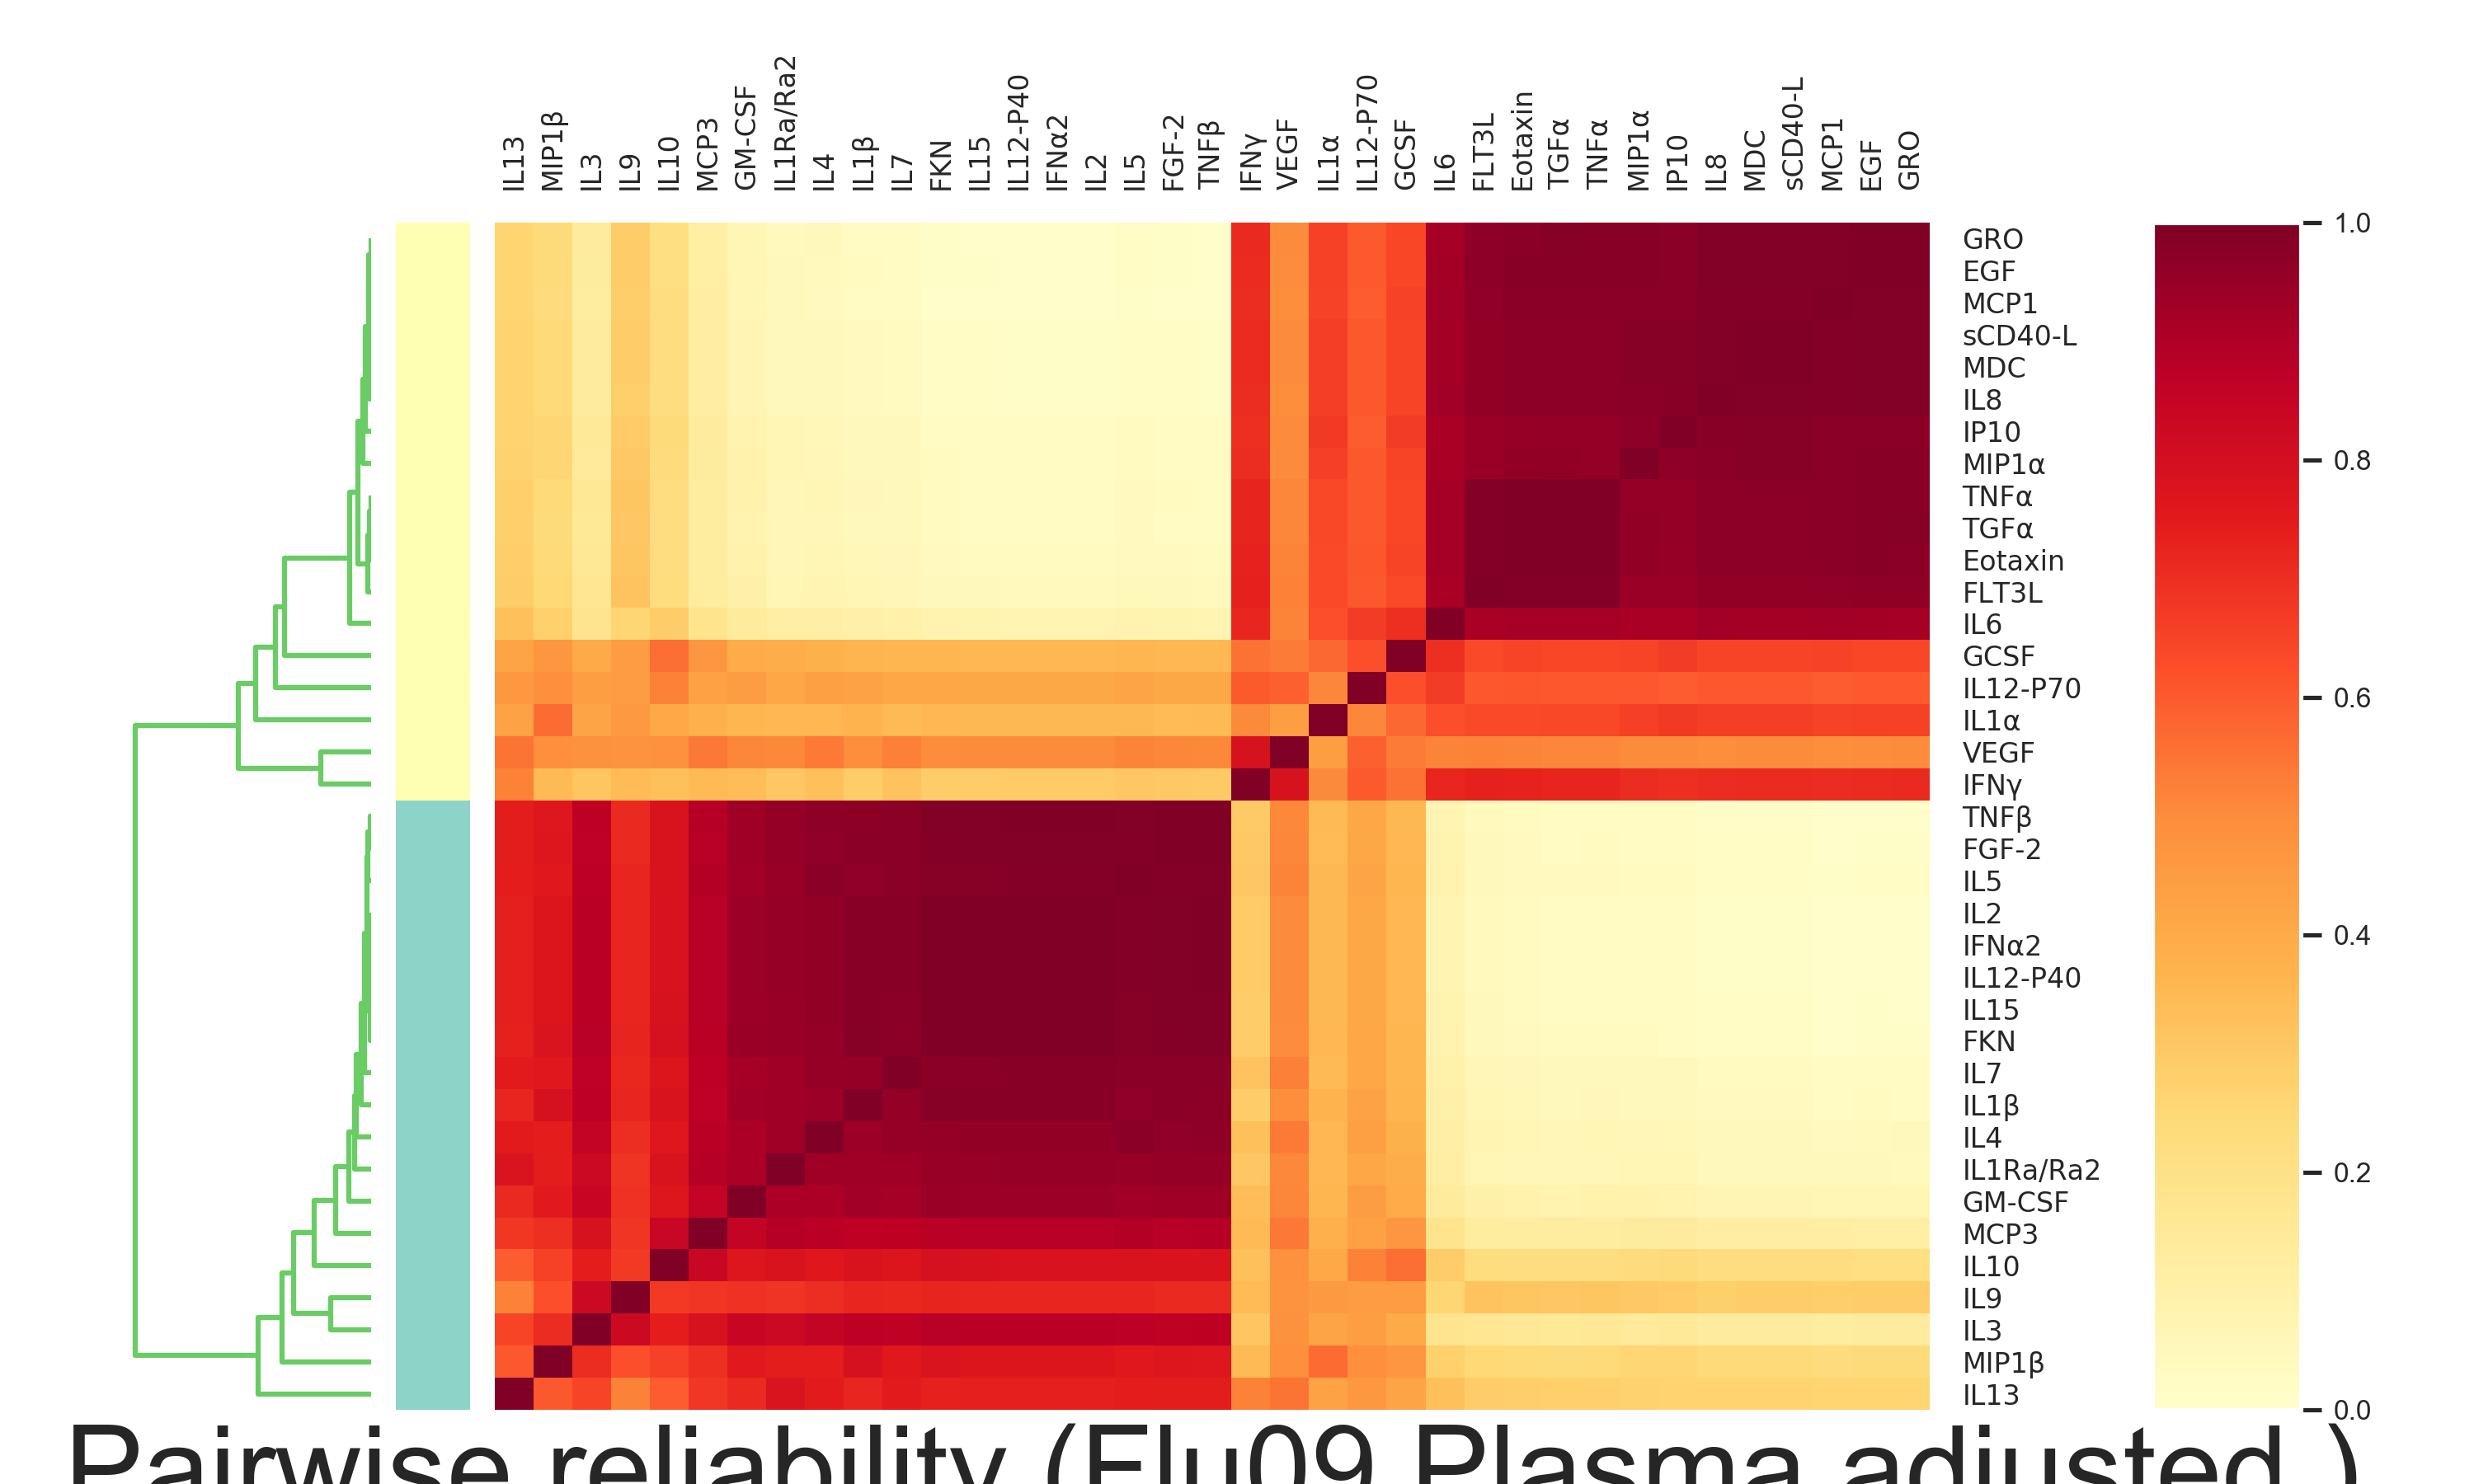 IL13
MIP1β
IL3
IL9
IL10
MCP3
GM-CSF
IL1Ra/Ra2
IL4
IL1β
IL7
FKN
IL15
IL12-P40
IFNα2
IL2
IL5
FGF-2
TNFβ
IFNγ
VEGF
IL1α
IL12-P70
GCSF
IL6
FLT3L
Eotaxin
TGFα
TNFα
MIP1α
IP10
IL8
MDC
sCD40-L
MCP1
EGF
GRO
GRO
EGF
MCP1
sCD40-L
MDC
IL8
IP10
MIP1α
TNFα
TGFα
Eotaxin
FLT3L
IL6
GCSF
IL12-P70
IL1α
VEGF
IFNγ
TNFβ
FGF-2
IL5
IL2
IFNα2
IL12-P40
IL15
FKN
IL7
IL1β
IL4
IL1Ra/Ra2
GM-CSF
MCP3
IL10
IL9
IL3
MIP1β
IL13
1.0
0.8
0.6
0.4
0.2
0.0
Pairwise reliability (Flu09 Plasma adjusted )